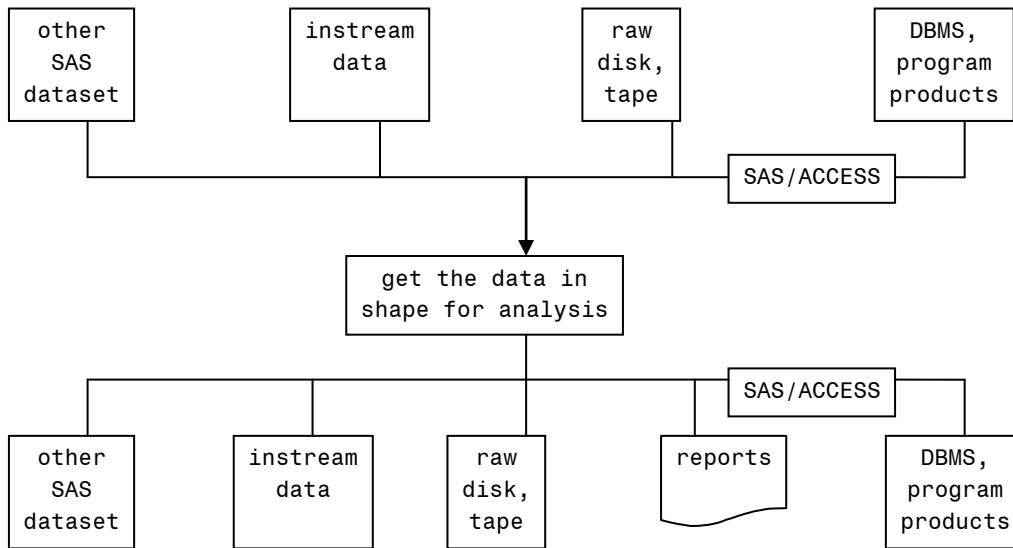 other
SAS
dataset
instream
data
raw
disk,
tape
DBMS,
program
products
SAS/ACCESS
get the data in
shape for analysis
SAS/ACCESS
other
SAS
dataset
instream
data
raw
disk,
tape
reports
DBMS,
program
products